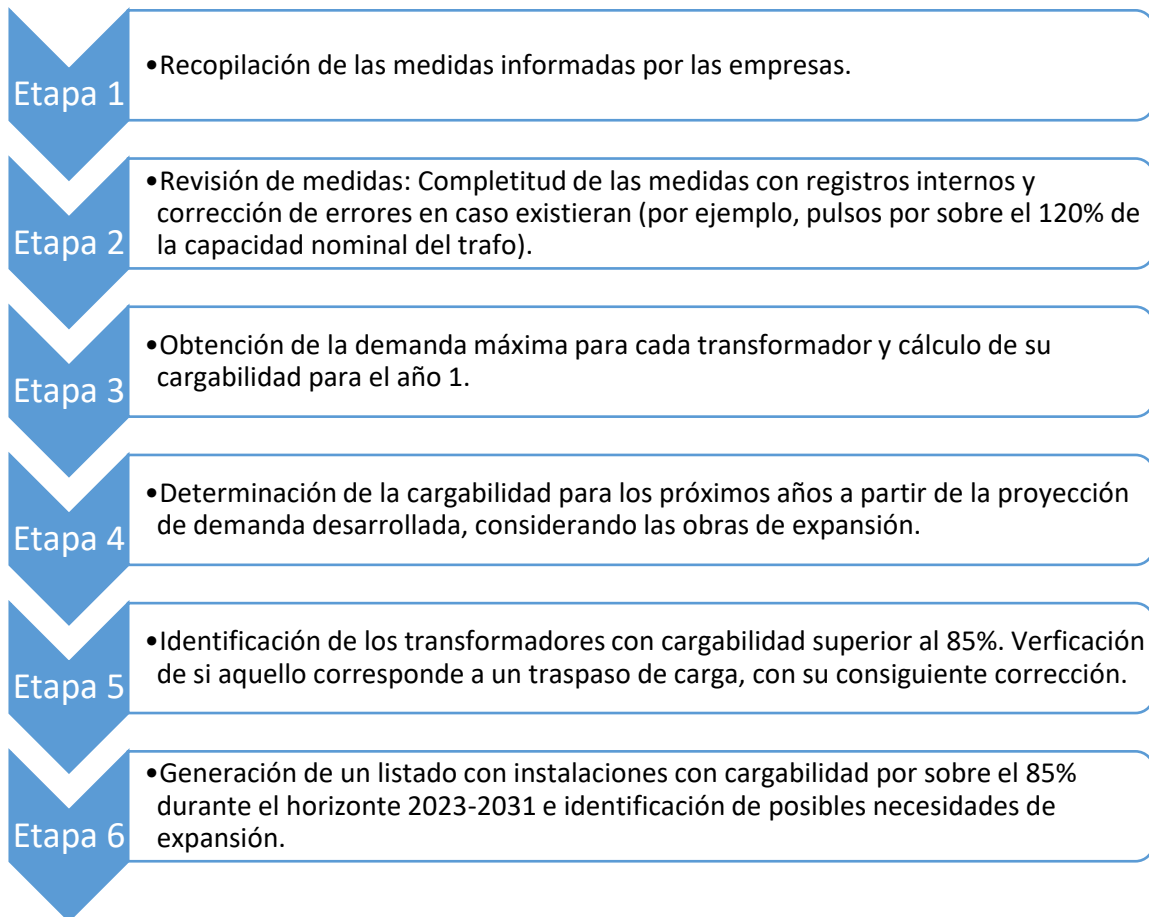 Etapa 1
•Recopilación de las medidas informadas por las empresas.
Etapa 2
•Revisión de medidas: Completitud de las medidas con registros internos y
corrección de errores en caso existieran (por ejemplo, pulsos por sobre el 120% de
la capacidad nominal del trafo).
Etapa 3
•Obtención de la demanda máxima para cada transformador y cálculo de su
cargabilidad para el año 1.
Etapa 4
•Determinación de la cargabilidad para los próximos años a partir de la proyección
de demanda desarrollada, considerando las obras de expansión.
Etapa 5
•Identificación de los transformadores con cargabilidad superior al 85%. Verficación
de si aquello corresponde a un traspaso de carga, con su consiguiente corrección.
Etapa 6
•Generación de un listado con instalaciones con cargabilidad por sobre el 85%
durante el horizonte 2023-2031 e identificación de posibles necesidades de
expansión.